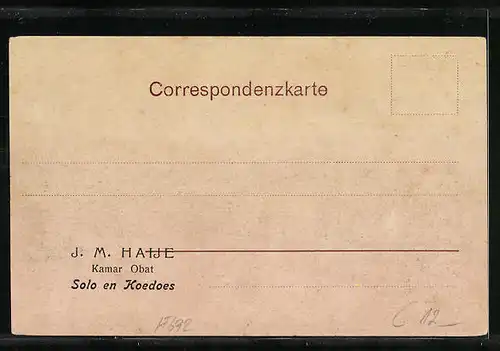 Correspondenzkarte
J. M. HAIJE
Kamar Obat
Solo en Koedoes